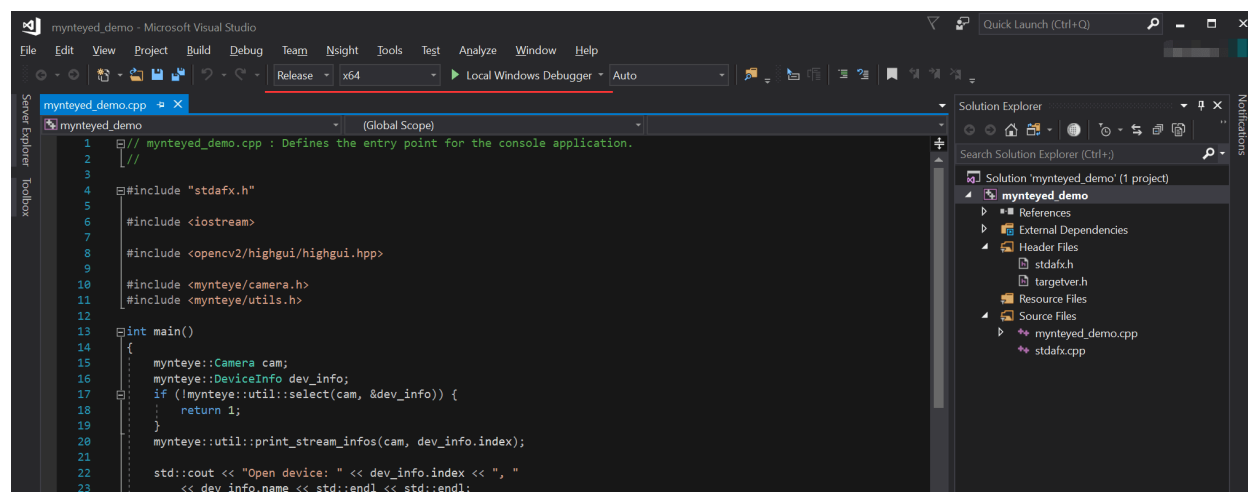 mynteyed_demo - Microsoft Visual Studio
Quick Launch (Ctrl+Q)
File Edit View Project Build Debug Team Nsight Tools Test Analyze Window Help
Release x64 Local Windows Debugger Auto
Server Explorer
Toolbox
mynteyed_demo.cpp
mynteyed_demo (Global Scope)
1 // mynteyed_demo.cpp : Defines the entry point for the console application.
2 //
3
4 #include "stdafx.h"
5
6 #include <iostream>
7
8 #include <opencv2/highgui/highgui.hpp>
9
10 #include <mynteye/camera.h>
11 #include <mynteye/utils.h>
12
13 int main()
14 {
15 mynteye::Camera cam;
16 mynteye::DeviceInfo dev_info;
17 if (!mynteye::util::select(cam, &dev_info)) {
18 return 1;
19 }
20 mynteye::util::print_stream_infos(cam, dev_info.index);
21
22 std::cout << "Open device: " << dev_info.index << ", "
23 << dev_info.name << std::endl << std::endl;
Solution Explorer
Search Solution Explorer (Ctrl+;)
Solution 'mynteyed_demo' (1 project)
mynteyed_demo
References
External Dependencies
Header Files
stdafx.h
targetver.h
Resource Files
Source Files
mynteyed_demo.cpp
stdafx.cpp
Notifications